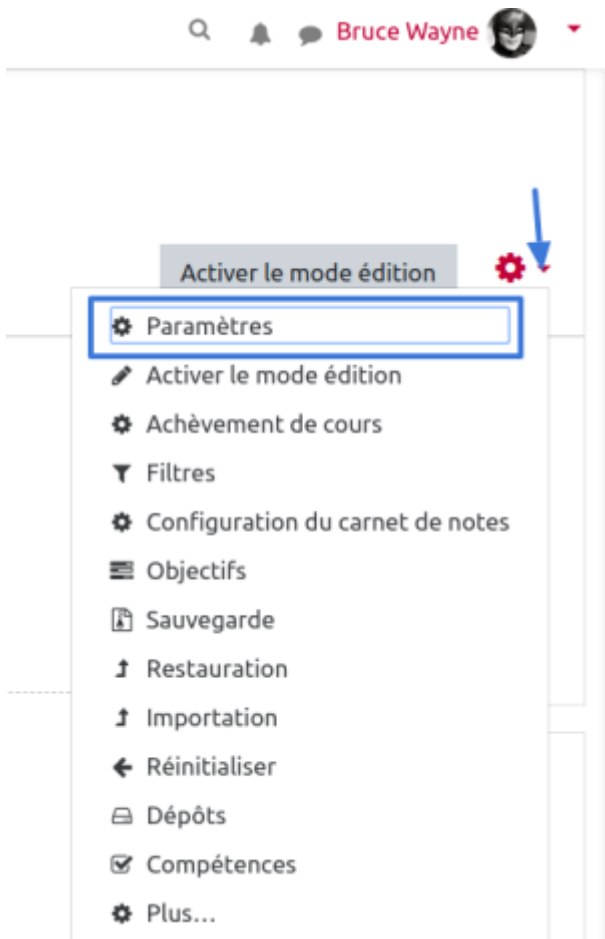 Bruce Wayne
Activer le mode édition
Paramètres
Activer le mode édition
Achèvement de cours
Filtres
Configuration du carnet de notes
Objectifs
Sauvegarde
Restauration
Importation
Réinitialiser
Dépôts
Compétences
Plus...